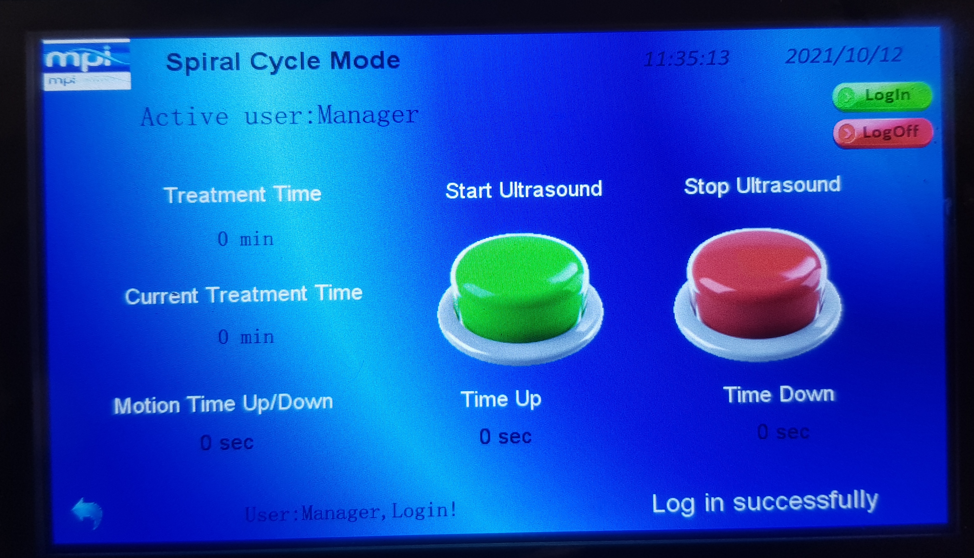 mpi
mpi
Spiral Cycle Mode
11:35:13
2021/10/12
Active user:Manager
LogIn
LogOff
Treatment Time
0 min
Start Ultrasound
Stop Ultrasound
Current Treatment Time
0 min
Motion Time Up/Down
0 sec
Time Up
0 sec
Time Down
0 sec
User:Manager,Login!
Log in successfully